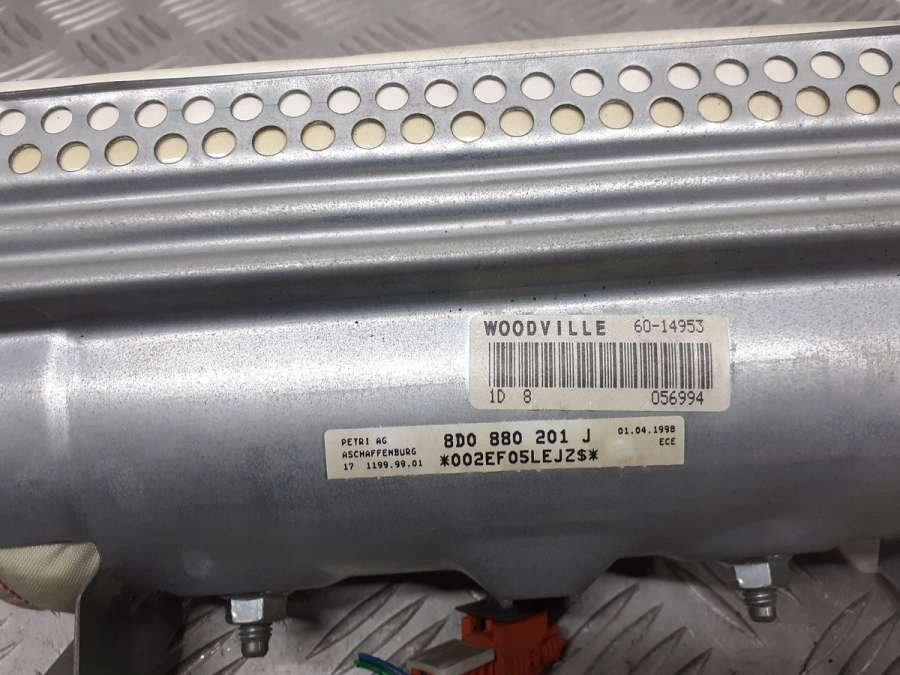 WOODVILLE 60-14953
1D 8 056994
PETRI AG 8D0 880 201 J 01.04.1998
ASCHAFFENBURG ECE
17 1199.99.01 *002EF05LEJZ$*